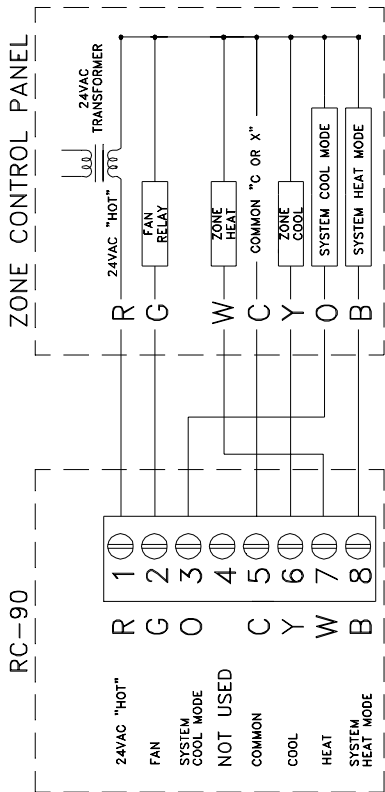 ZONE CONTROL PANEL
24VAC
TRANSFORMER
24VAC "HOT"
R
FAN
RELAY
G
ZONE
HEAT
W
COMMON "C OR X"
C
ZONE
COOL
Y
SYSTEM COOL MODE
O
SYSTEM HEAT MODE
B
RC-90
24VAC "HOT" R 1
FAN G 2
SYSTEM
COOL MODE O 3
NOT USED 4
COMMON C 5
COOL Y 6
HEAT W 7
SYSTEM
HEAT MODE B 8